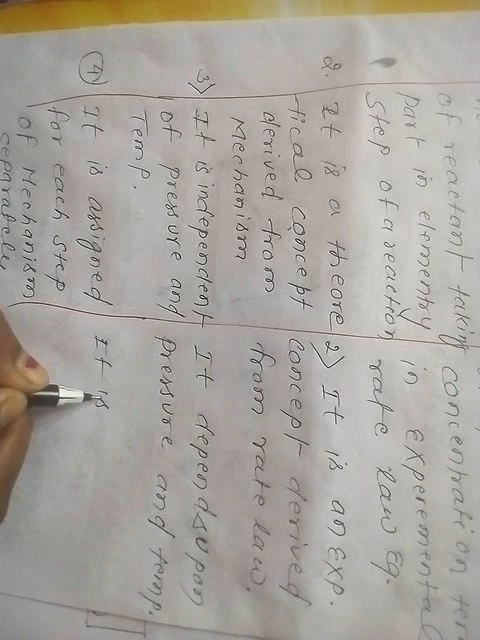 of reactant taking
part in elementry
step of a reaction
2. It is a theore
tical concept
derived from
Mechanism
3) It is independent
of pressure and
Temp.
4 It is assigned
for each step
of Mechanism
separately
concentration
in experemental
rate law Eq.
2) It is an Exp.
concept derived
from rate law.
It depends upon
pressure and temp.
It is